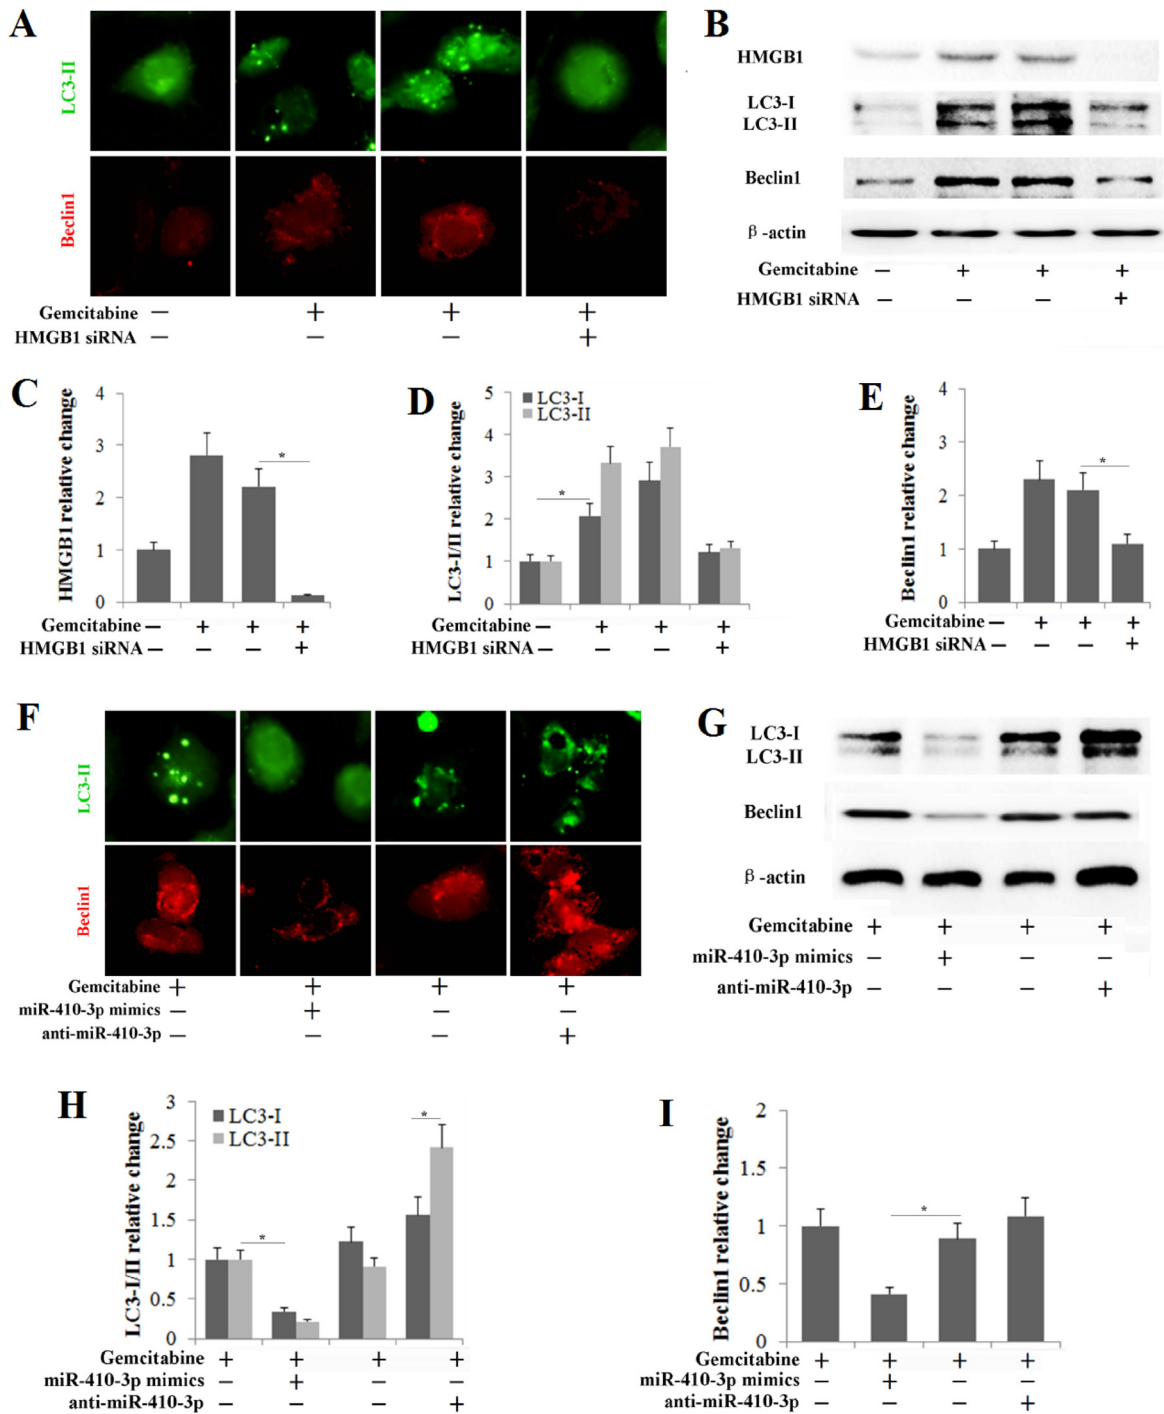 A
LC3-II
Beclin1
Gemcitabine — + + +
HMGB1 siRNA — — — +
B
HMGB1
LC3-I
LC3-II
Beclin1
β-actin
Gemcitabine — + + +
HMGB1 siRNA — — — +
C
HMGB1 relative change
4
3
2
1
0
*
Gemcitabine — + + +
HMGB1 siRNA — — — +
D
LC3-I/II relative change
5
4
3
2
1
0
LC3-I
LC3-II
*
Gemcitabine — + + +
HMGB1 siRNA — — — +
E
Beclin1 relative change
4
3
2
1
0
*
Gemcitabine — + + +
HMGB1 siRNA — — — +
F
LC3-II
Beclin1
Gemcitabine + + + +
miR-410-3p mimics — + — —
anti-miR-410-3p — — — +
G
LC3-I
LC3-II
Beclin1
β-actin
Gemcitabine + + + +
miR-410-3p mimics — + — —
anti-miR-410-3p — — — +
H
LC3-I/II relative change
3
2.5
2
1.5
1
0.5
0
LC3-I
LC3-II
*
*
Gemcitabine + + + +
miR-410-3p mimics — + — —
anti-miR-410-3p — — — +
I
Beclin1 relative change
2
1.5
1
0.5
0
*
Gemcitabine + + + +
miR-410-3p mimics — + — —
anti-miR-410-3p — — — +